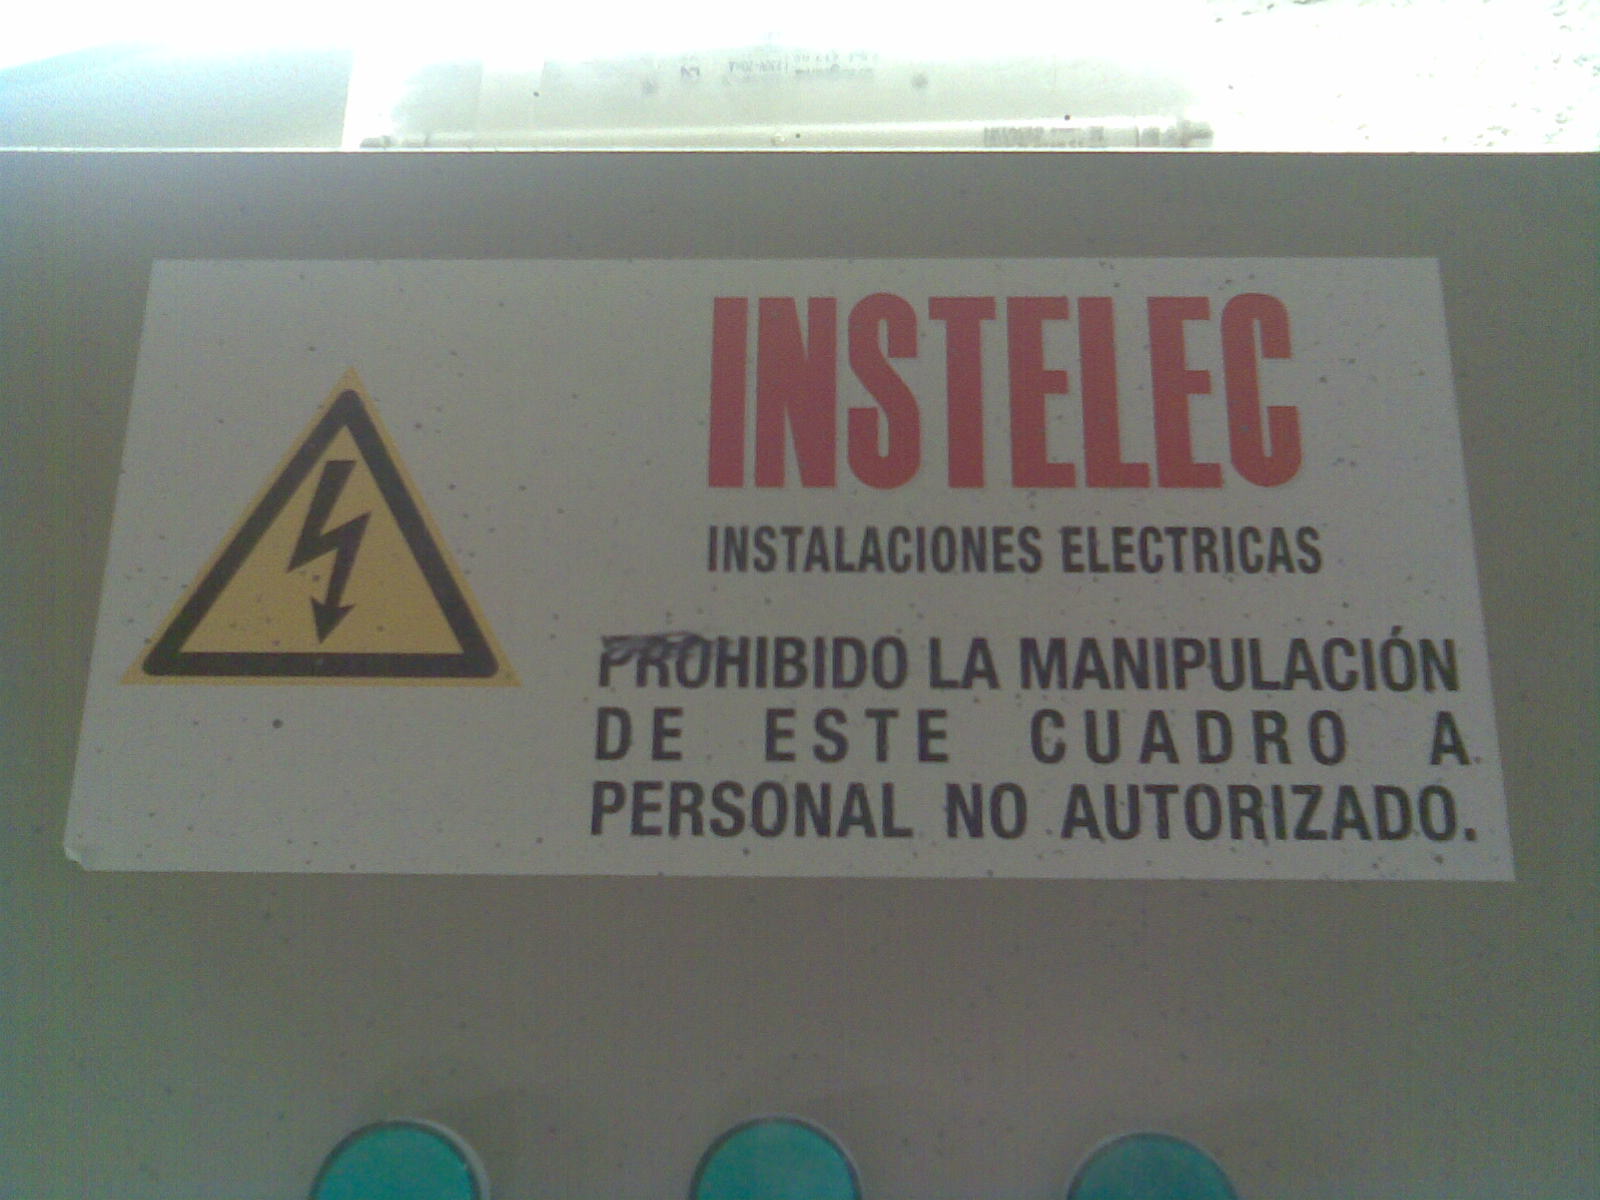 INSTELEC
INSTALACIONES ELECTRICAS
PROHIBIDO LA MANIPULACIÓN
DE ESTE CUADRO A
PERSONAL NO AUTORIZADO.